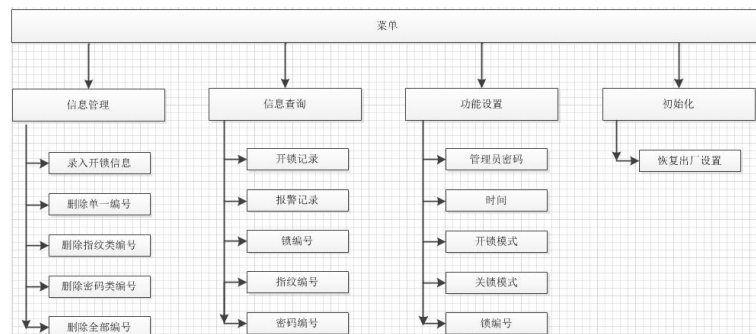 菜单
信息管理
信息查询
功能设置
初始化
录入开锁信息
删除单一编号
删除指纹类编号
删除密码类编号
删除全部编号
开锁记录
报警记录
锁编号
指纹编号
密码编号
管理员密码
时间
开锁模式
关锁模式
锁编号
恢复出厂设置